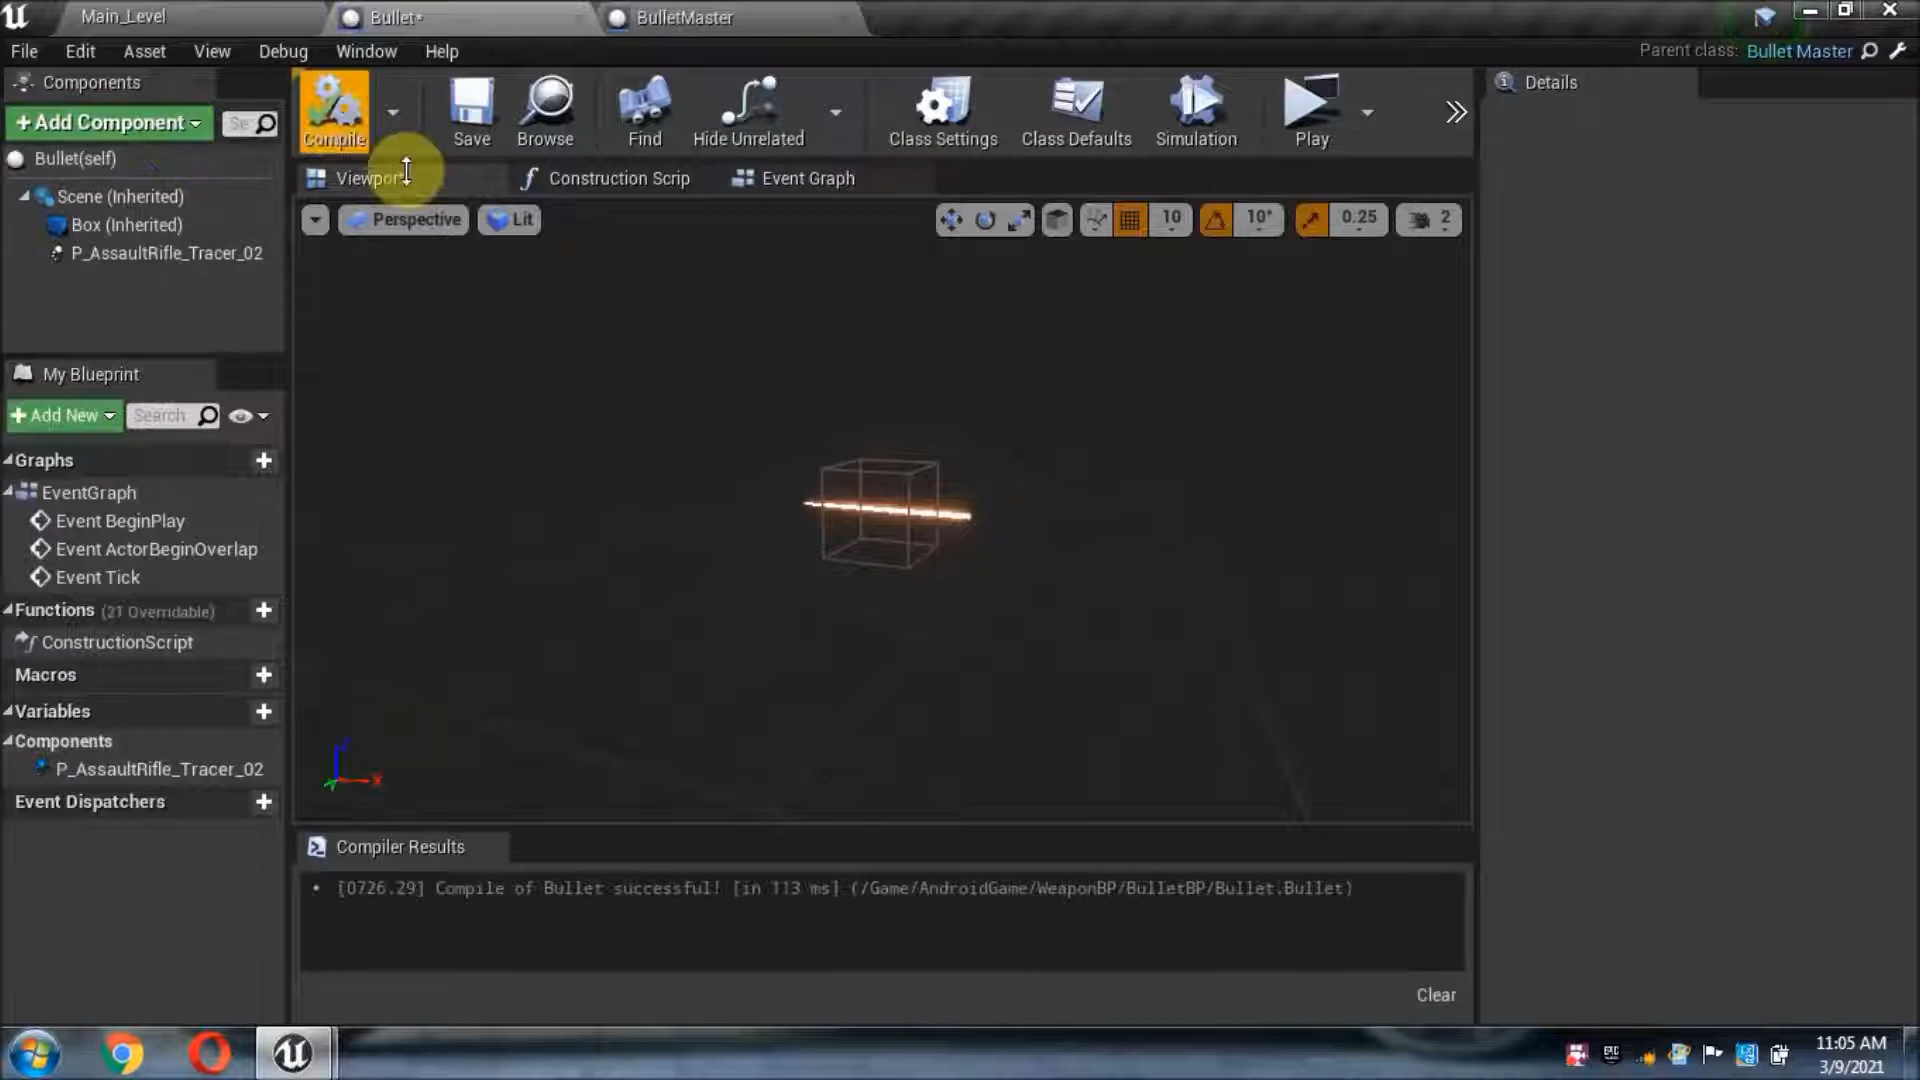 Main_Level
Bullet*
BulletMaster
File Edit Asset View Debug Window Help
Parent class: Bullet Master
Components
+Add Component
Se
Bullet(self)
Scene (Inherited)
Box (Inherited)
P_AssaultRifle_Tracer_02
Compile
Save
Browse
Find
Hide Unrelated
Class Settings
Class Defaults
Simulation
Play
Details
Viewport
Construction Scrip
Event Graph
Perspective
Lit
10
10°
0.25
2
My Blueprint
+Add New
Search
Graphs
EventGraph
Event BeginPlay
Event ActorBeginOverlap
Event Tick
Functions (21 Overridable)
ConstructionScript
Macros
Variables
Components
P_AssaultRifle_Tracer_02
Event Dispatchers
X
Compiler Results
• [0726.29] Compile of Bullet successful! [in 113 ms] (/Game/AndroidGame/WeaponBP/BulletBP/Bullet.Bullet)
Clear
11:05 AM
3/9/2021